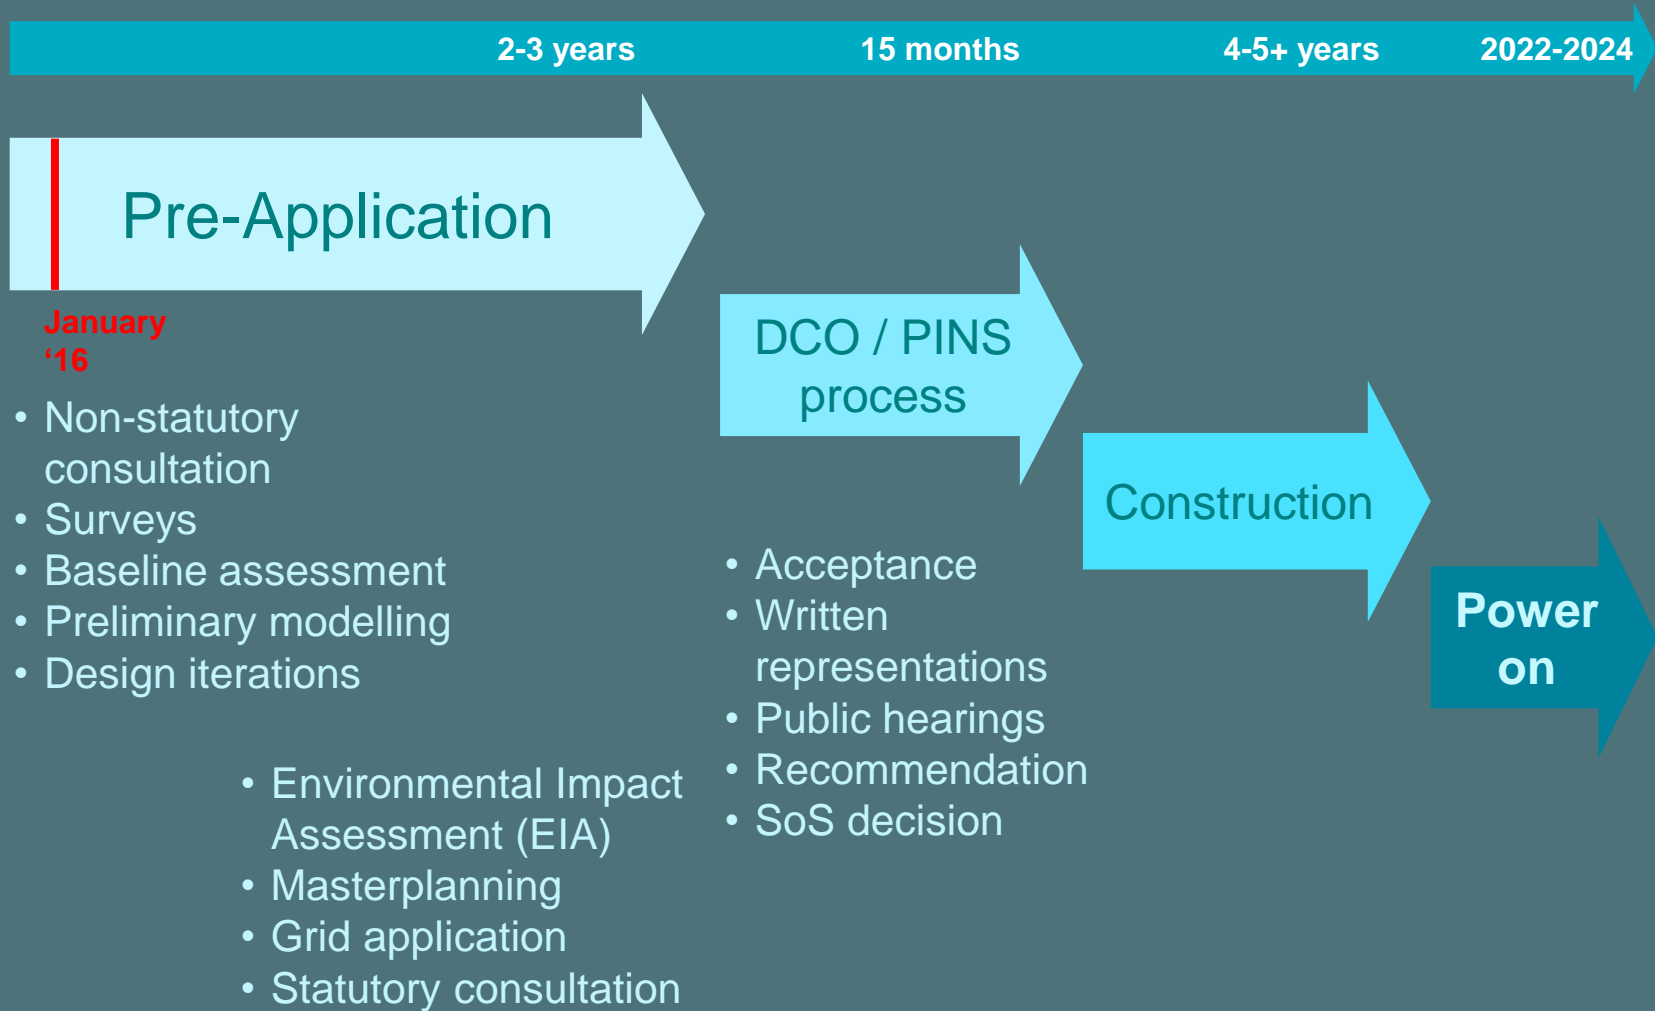 2-3 years 15 months 4-5+ years 2022-2024
Pre-Application
January
‘16
• Non-statutory
consultation
• Surveys
• Baseline assessment
• Preliminary modelling
• Design iterations
• Environmental Impact
Assessment (EIA)
• Masterplanning
• Grid application
• Statutory consultation
DCO / PINS
process
• Acceptance
• Written
representations
• Public hearings
• Recommendation
• SoS decision
Construction
Power
on